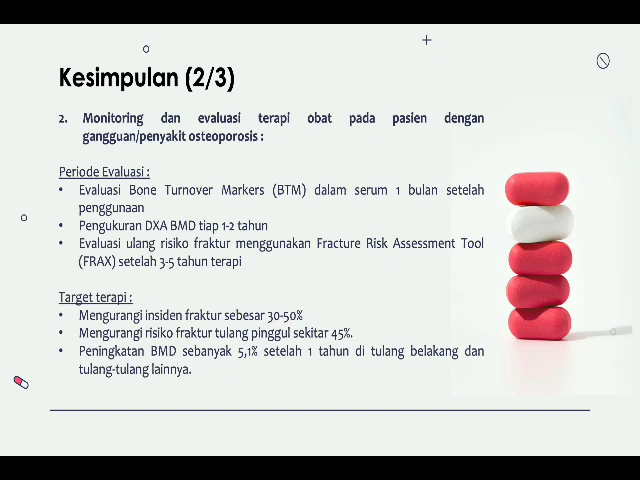 Kesimpulan (2/3)
2. Monitoring dan evaluasi terapi obat pada pasien dengan
gangguan/penyakit osteoporosis :
Periode Evaluasi :
• Evaluasi Bone Turnover Markers (BTM) dalam serum 1 bulan setelah
penggunaan
• Pengukuran DXA BMD tiap 1-2 tahun
• Evaluasi ulang risiko fraktur menggunakan Fracture Risk Assessment Tool
(FRAX) setelah 3-5 tahun terapi
Target terapi :
• Mengurangi insiden fraktur sebesar 30-50%
• Mengurangi risiko fraktur tulang pinggul sekitar 45%.
• Peningkatan BMD sebanyak 5,1% setelah 1 tahun di tulang belakang dan
tulang-tulang lainnya.